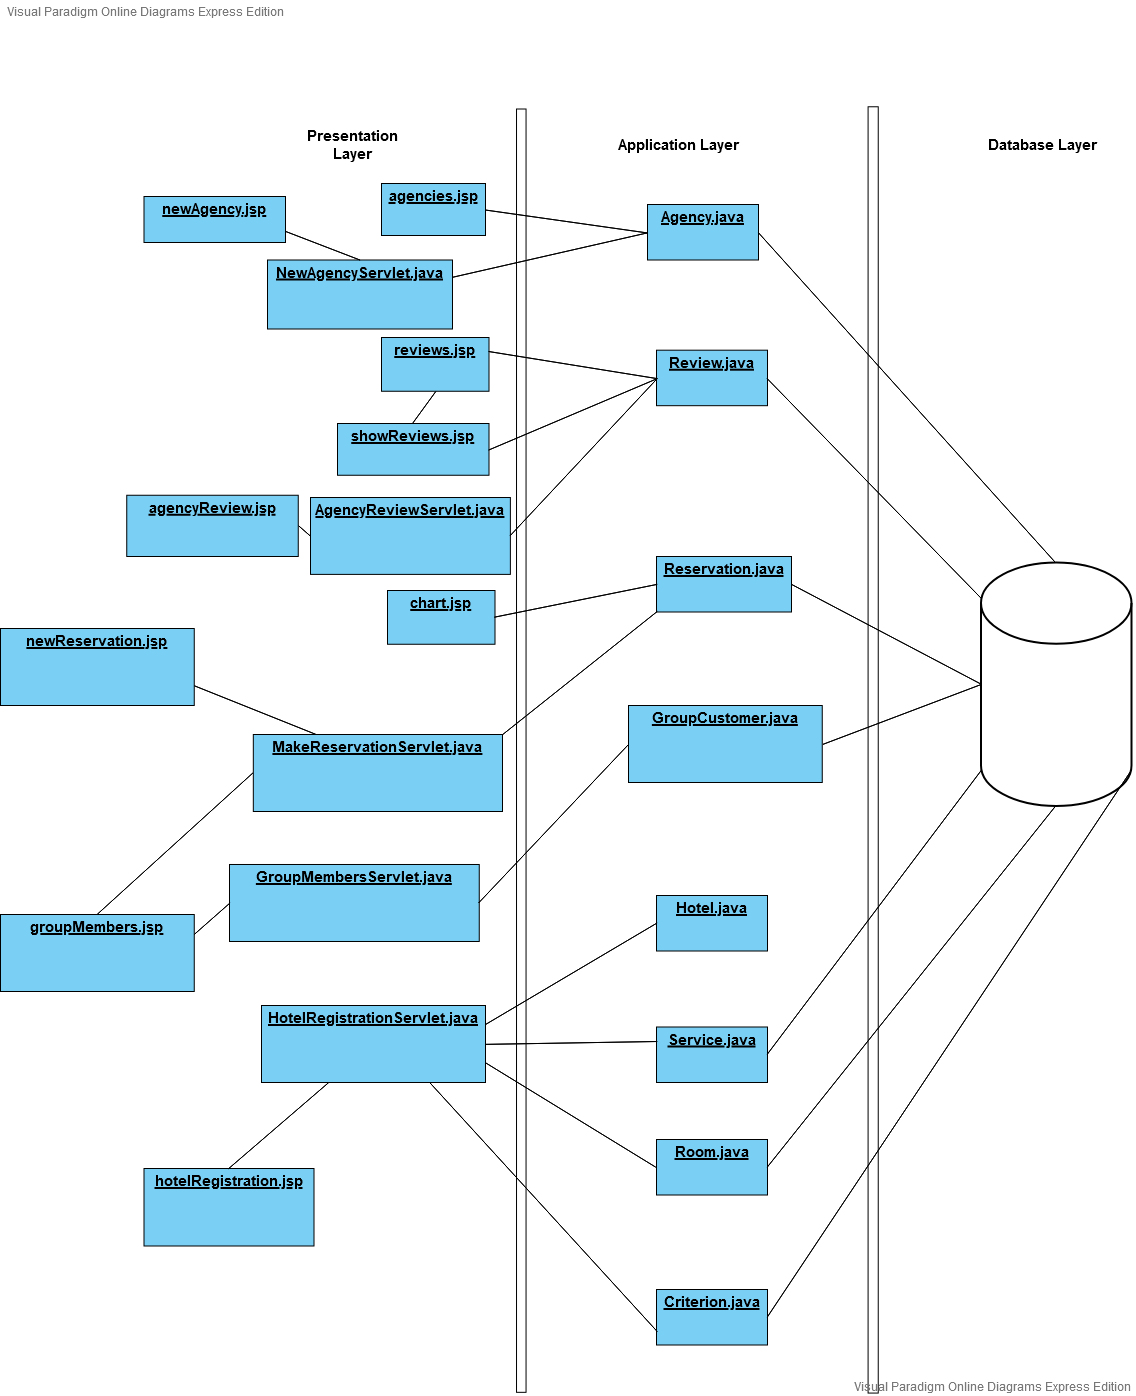 Visual Paradigm Online Diagrams Express Edition
Presentation
Layer
Application Layer
Database Layer
agencies.jsp
newAgency.jsp
Agency.java
NewAgencyServlet.java
reviews.jsp
Review.java
showReviews.jsp
agencyReview.jsp
AgencyReviewServlet.java
Reservation.java
chart.jsp
newReservation.jsp
GroupCustomer.java
MakeReservationServlet.java
GroupMembersServlet.java
Hotel.java
groupMembers.jsp
HotelRegistrationServlet.java
Service.java
Room.java
hotelRegistration.jsp
Criterion.java
Visual Paradigm Online Diagrams Express Edition